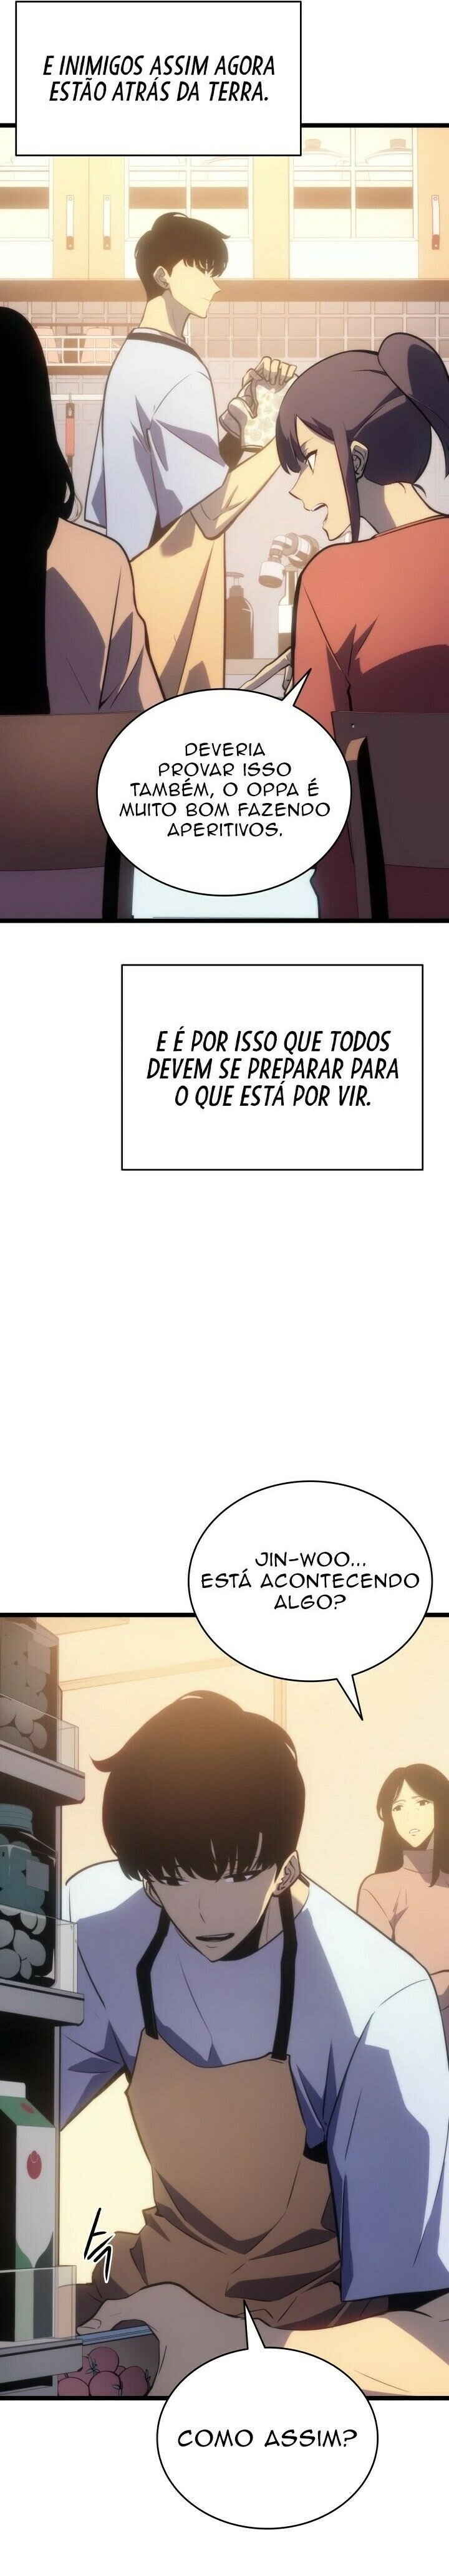 E INIMIGOS ASSIM AGORA
ESTÃO ATRÁS DA TERRA.
DEVERIA
PROVAR ISSO
TAMBÉM, O OPPA É
MUITO BOM FAZENDO
APERITIVOS.
E É POR ISSO QUE TODOS
DEVEM SE PREPARAR PARA
O QUE ESTÁ POR VIR.
JIN-WOO...
ESTÁ ACONTECENDO
ALGO?
COMO ASSIM?